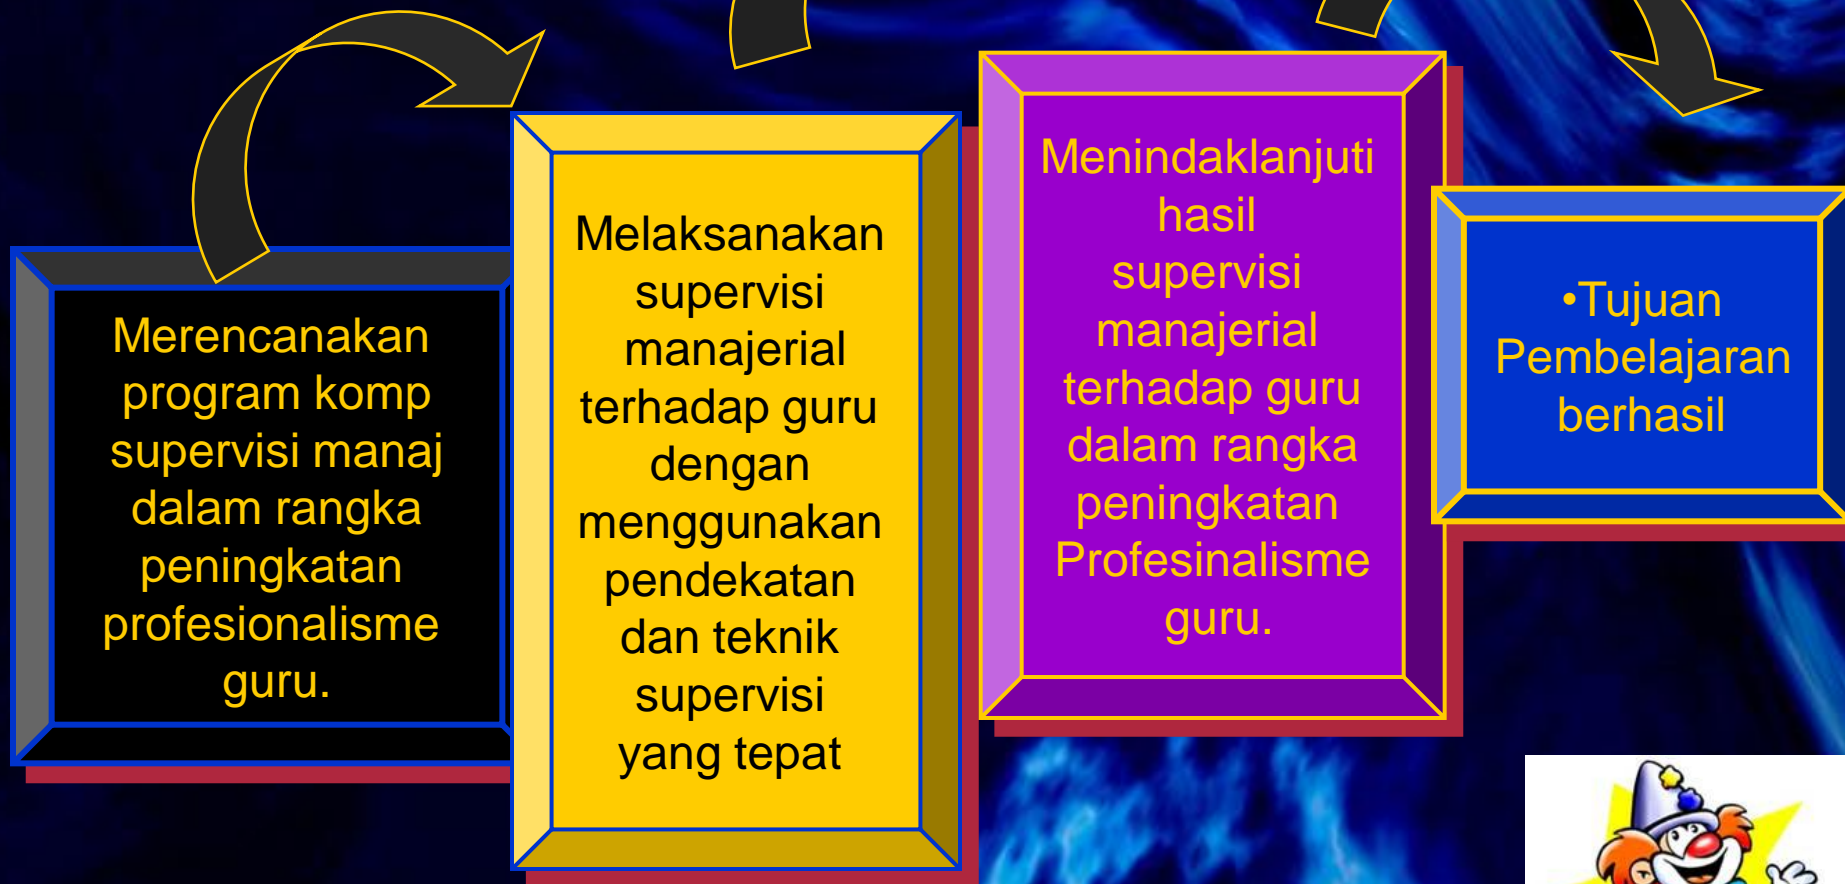 Merencanakan
program komp
supervisi manaj
dalam rangka
peningkatan
profesionalisme
guru.
Melaksanakan
supervisi
manajerial
terhadap guru
dengan
menggunakan
pendekatan
dan teknik
supervisi
yang tepat
Menindaklanjuti
hasil
supervisi
manajerial
terhadap guru
dalam rangka
peningkatan
Profesinalisme
guru.
•Tujuan
Pembelajaran
berhasil